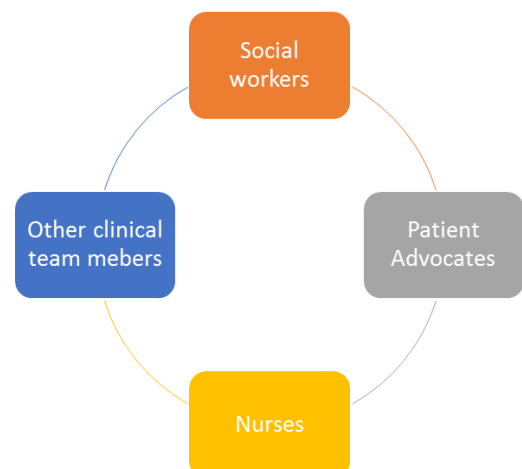 Social
workers
Other clinical
team mebers
Patient
Advocates
Nurses